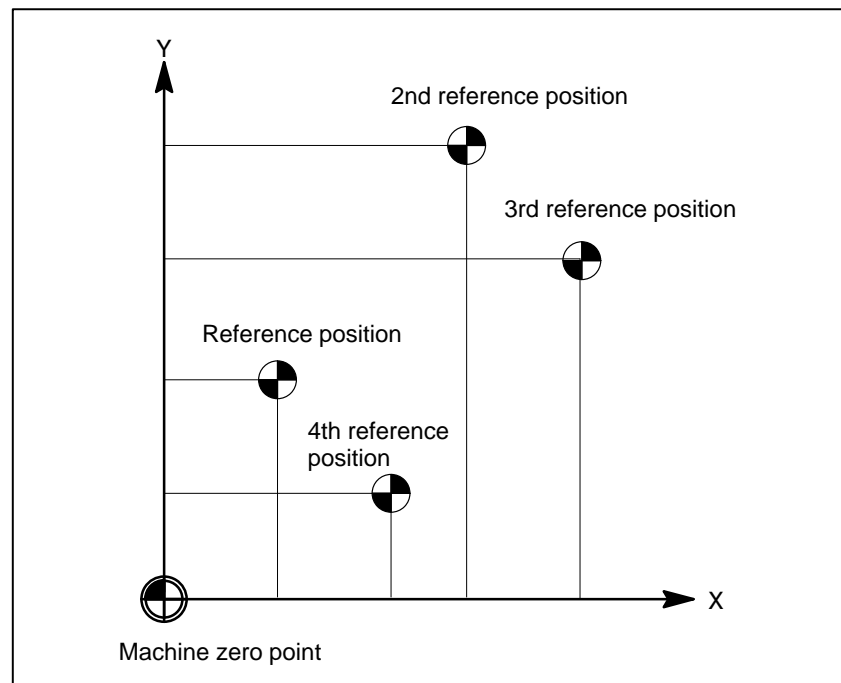 Y
2nd reference position
3rd reference position
Reference position
4th reference
position
X
Machine zero point